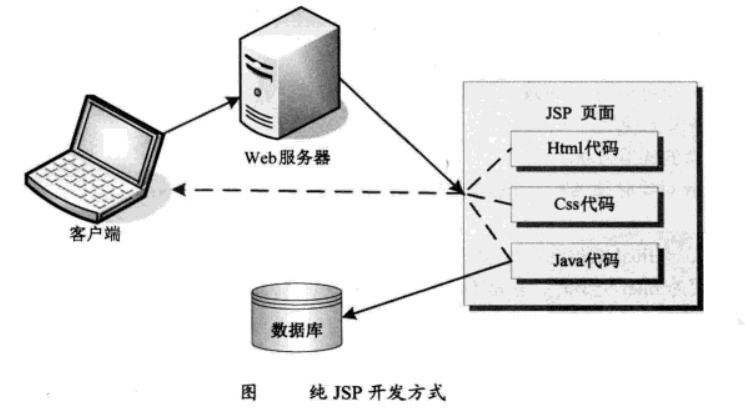 JSP 页面
Html代码
Web服务器
Css代码
客户端
Java代码
数据库
图 纯 JSP 开发方式